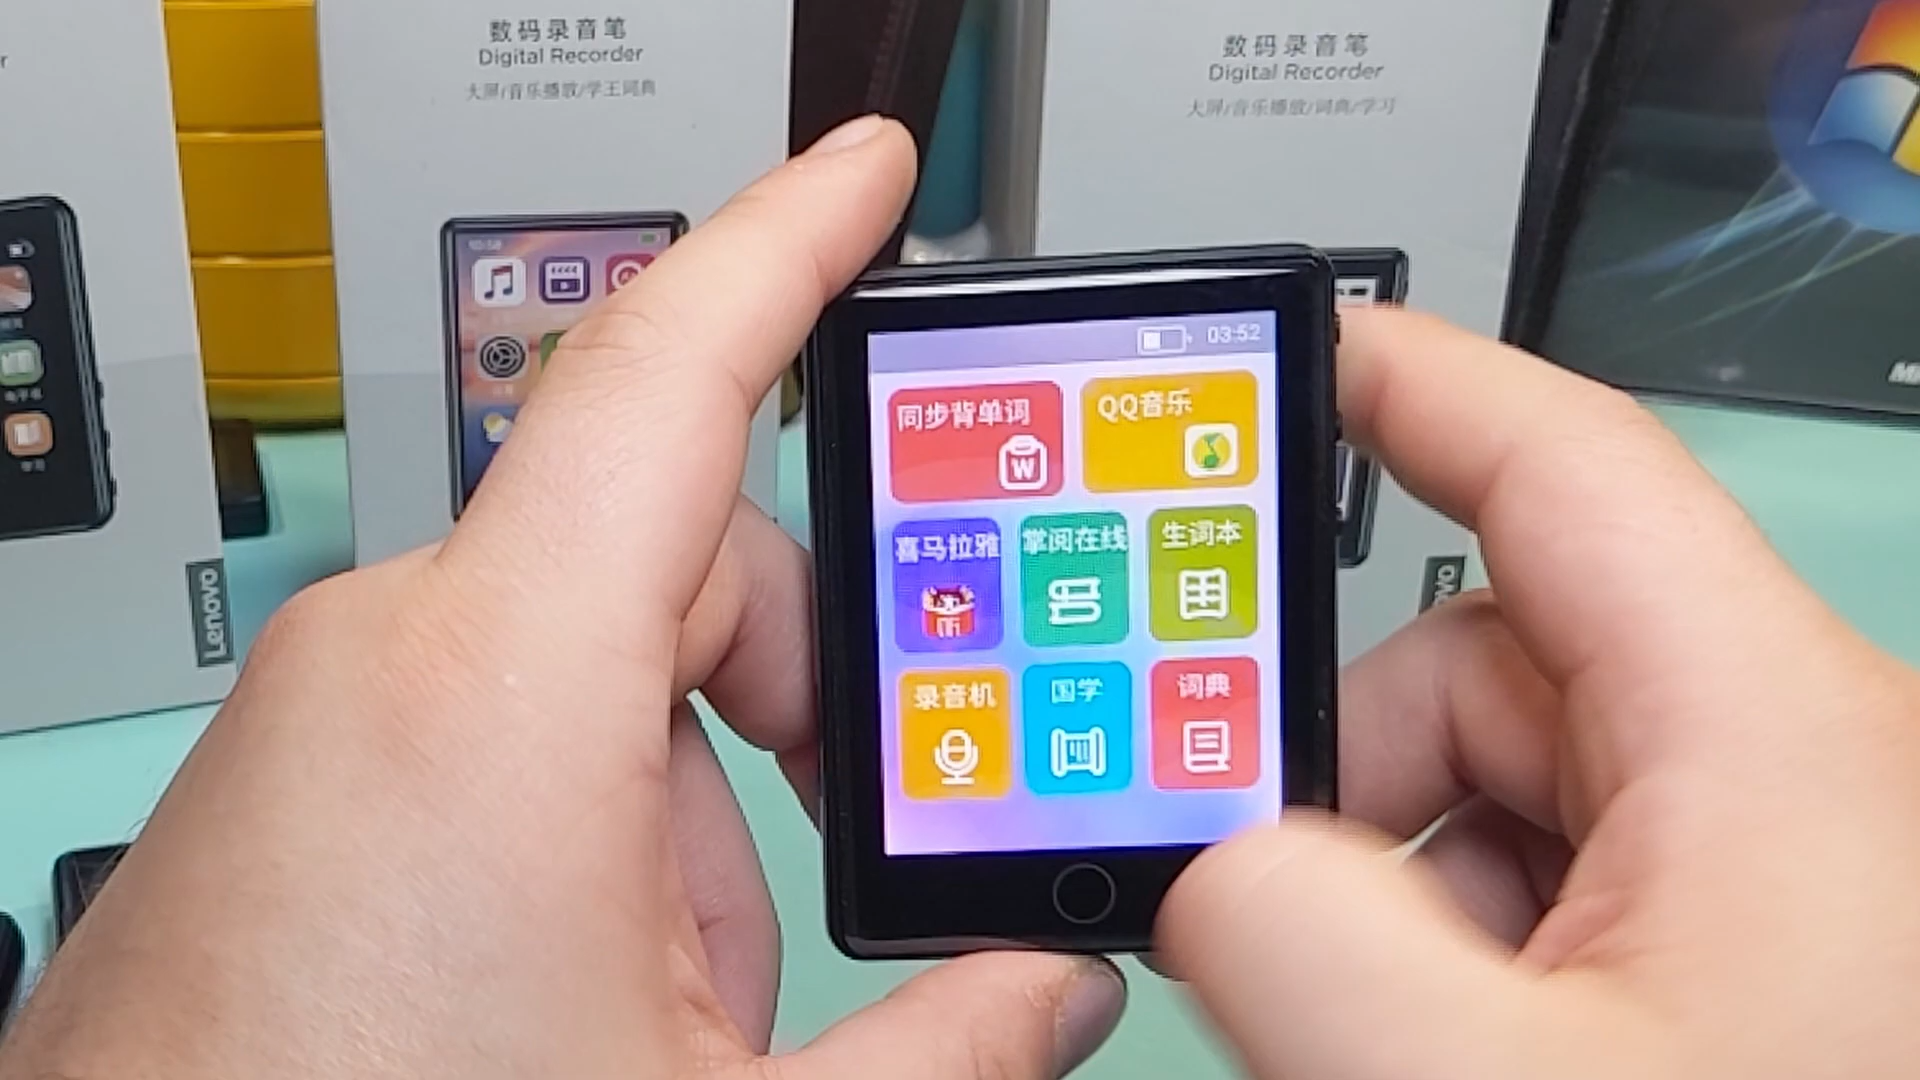 数码录音笔
Digital Recorder
大屏/音乐播放/学王词典
数码录音笔
Digital Recorder
大屏/音乐播放/词典/学习
10:58
03:52
同步背单词
W
QQ音乐
喜马拉雅
掌阅在线
生词本
录音机
国学
词典
Lenovo